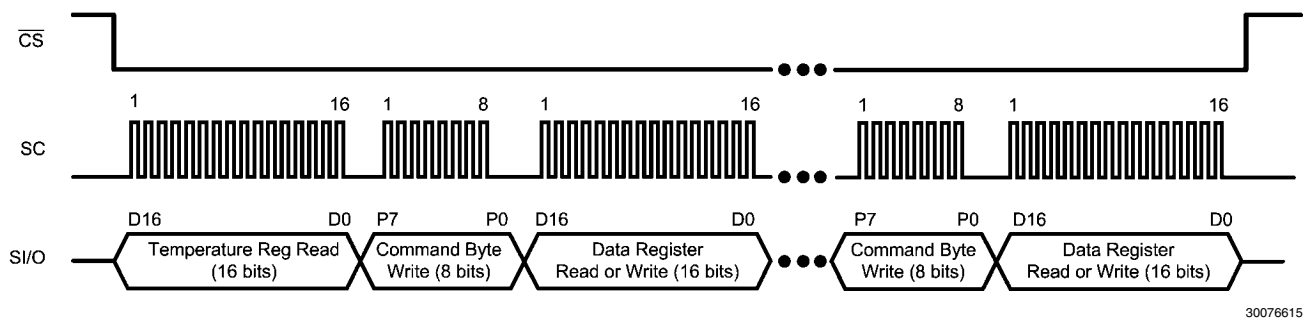 CS
1 16 1 8 1 16 1 8 1 16
SC
D16 D0 P7 P0 D16 D0 P7 P0 D16 D0
SI/O
Temperature Reg Read
(16 bits)
Command Byte
Write (8 bits)
Data Register
Read or Write (16 bits)
Command Byte
Write (8 bits)
Data Register
Read or Write (16 bits)
30076615